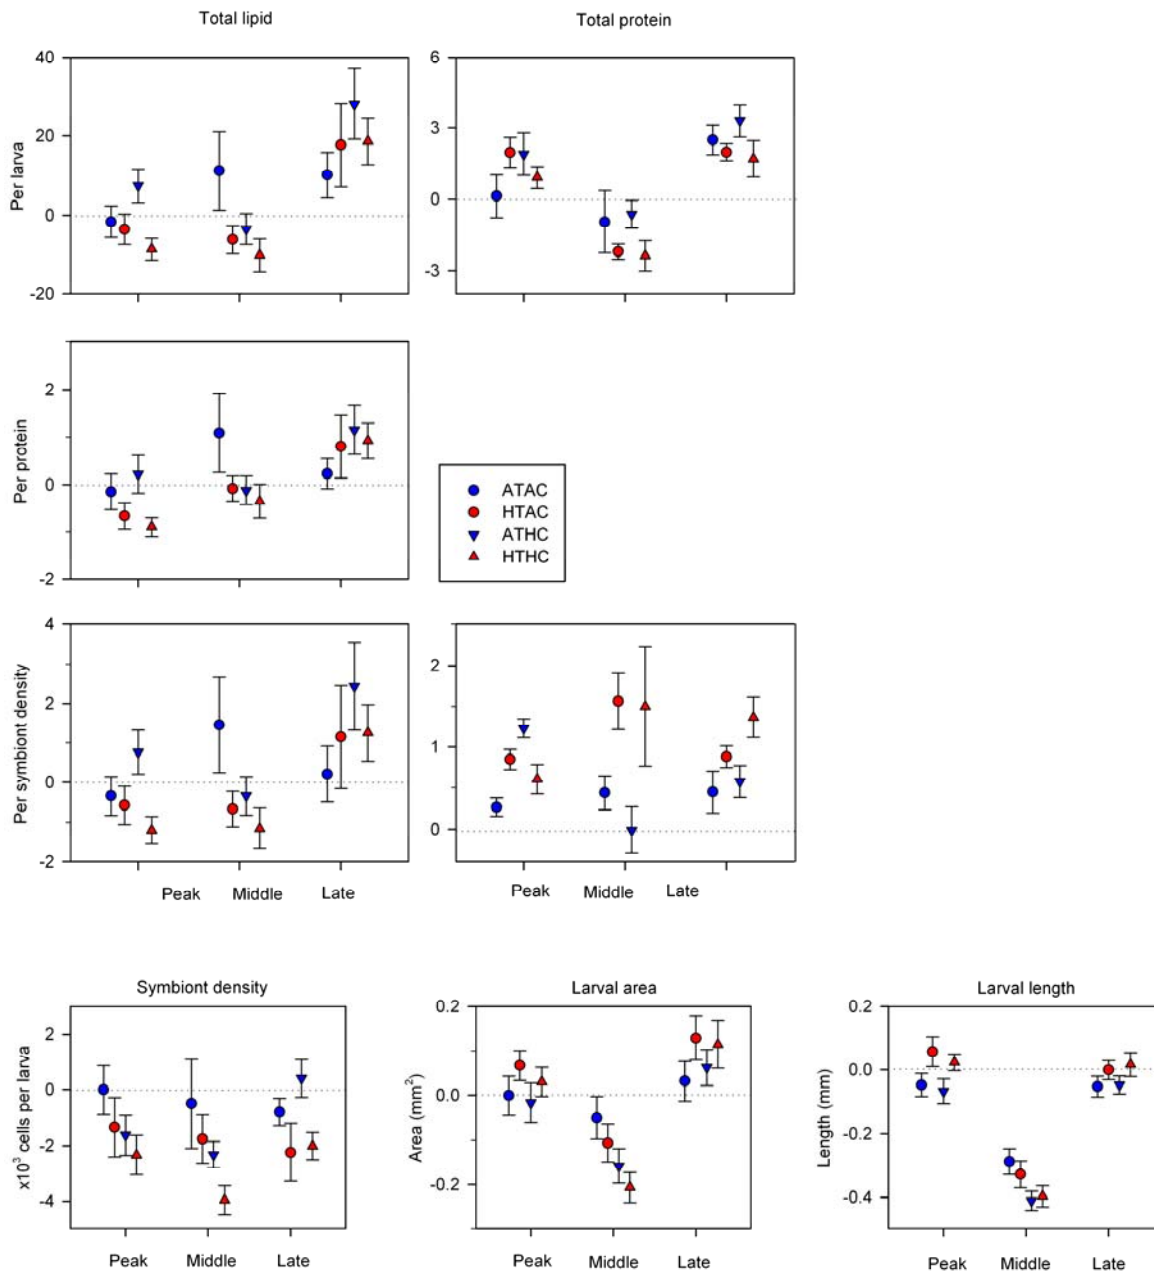 Total lipid
Total protein
Per larva
40
20
0
-20
6
3
0
-3
Per protein
2
0
-2
ATAC
HTAC
ATHC
HTHC
Per symbiont density
4
2
0
-2
2
1
0
Peak Middle Late
Peak Middle Late
Symbiont density
Larval area
Larval length
x10³ cells per larva
2
0
-2
-4
Peak Middle Late
Area (mm²)
0.2
0.0
-0.2
Peak Middle Late
Length (mm)
0.2
0.0
-0.2
-0.4
Peak Middle Late